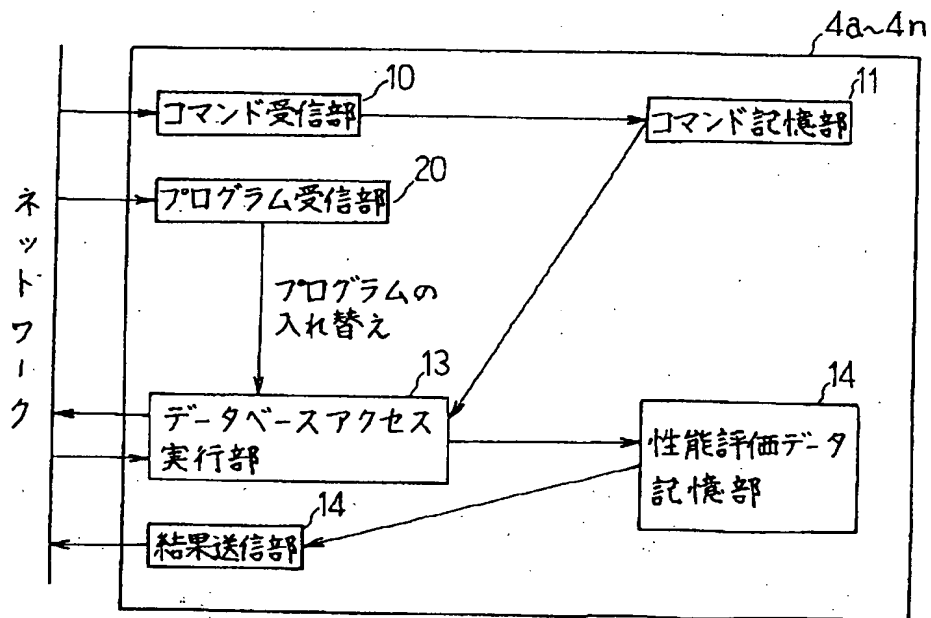 4a~4n
10
コマンド受信部
11
コマンド記憶部
20
プログラム受信部
ネットワーク
プログラムの
入れ替え
13
データベースアクセス
実行部
14
性能評価データ
記憶部
14
結果送信部